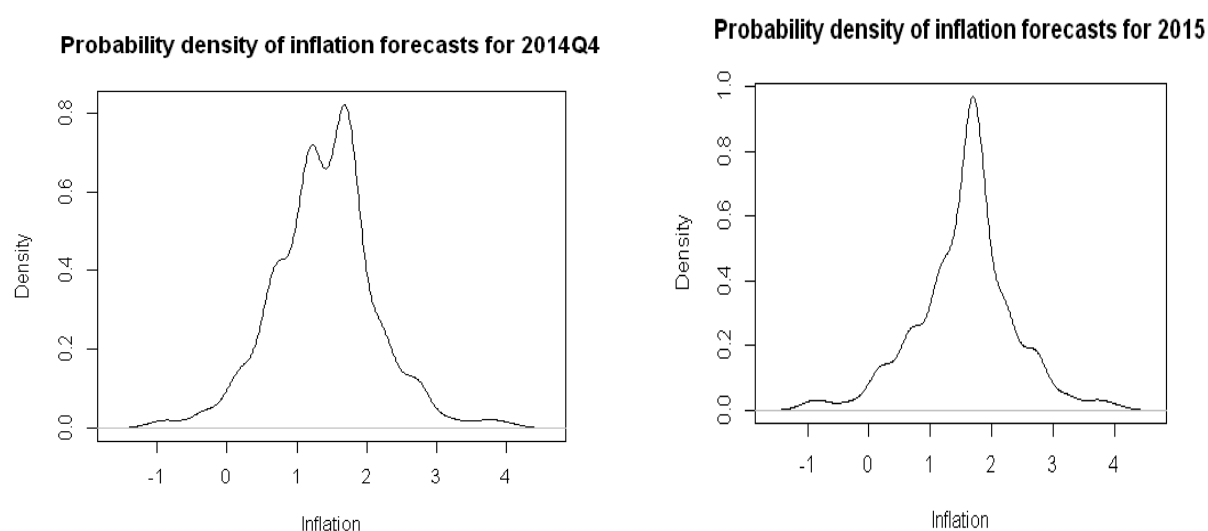 Probability density of inflation forecasts for 2014Q4
0.8
0.6
0.4
0.2
0.0
Density
-1 0 1 2 3 4
Inflation
Probability density of inflation forecasts for 2015
1.0
0.8
0.6
0.4
0.2
0.0
Density
-1 0 1 2 3 4
Inflation